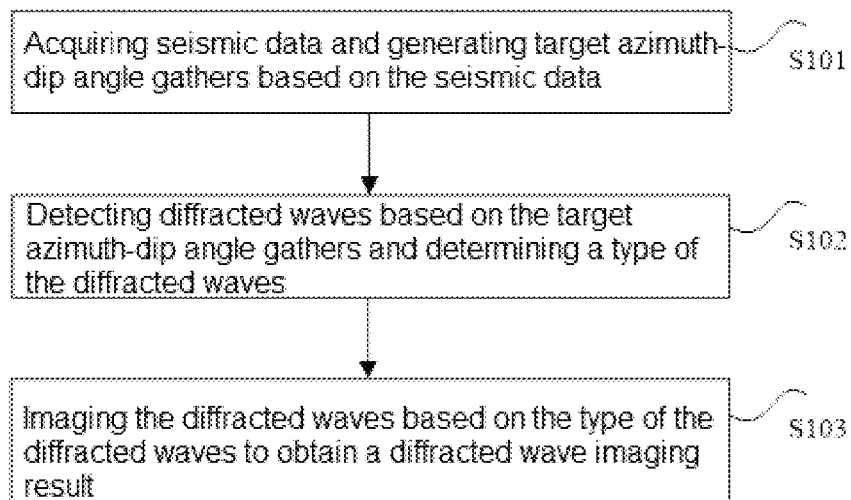 Acquiring seismic data and generating target azimuth-
dip angle gathers based on the seismic data
S101
Detecting diffracted waves based on the target
azimuth-dip angle gathers and determining a type of
the diffracted waves
S102
Imaging the diffracted waves based on the type of the
diffracted waves to obtain a diffracted wave imaging
result
S103